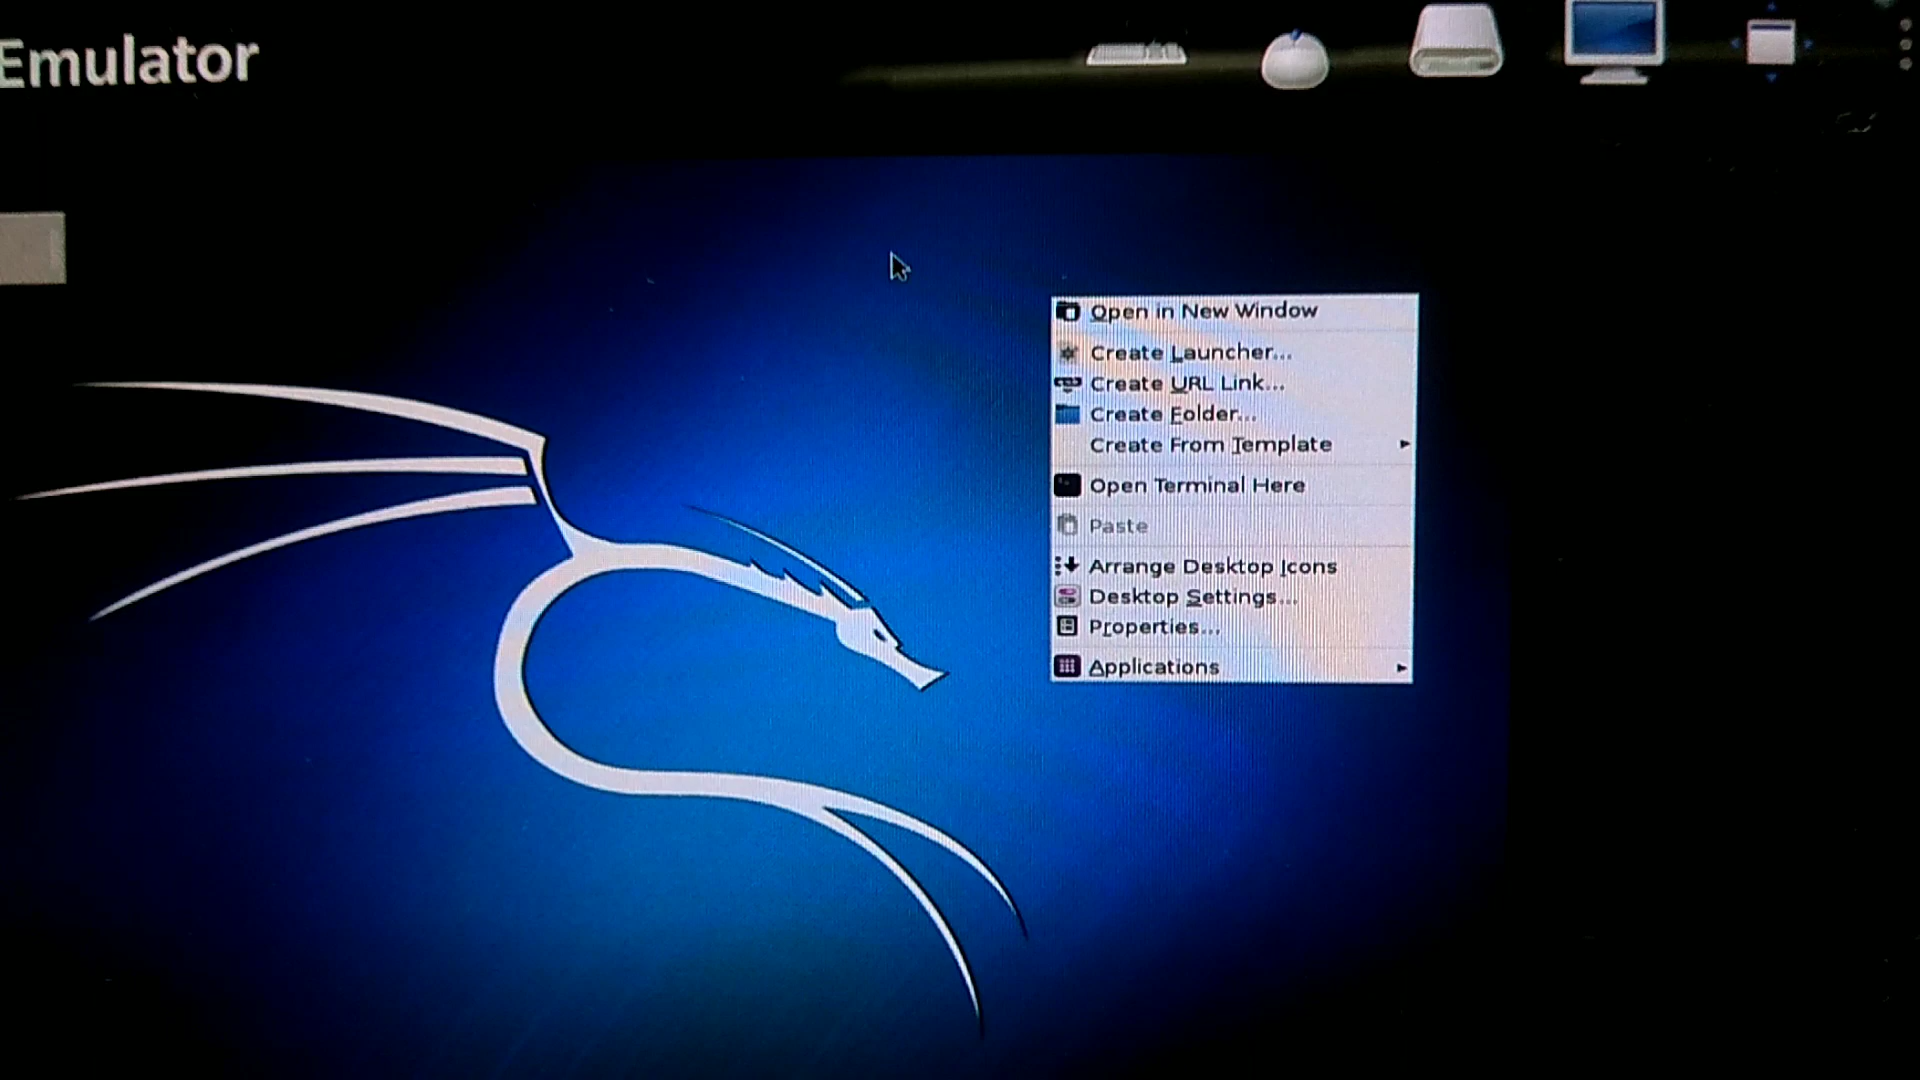 Emulator
Open in New Window
Create Launcher...
Create URL Link...
Create Folder...
Create From Template
Open Terminal Here
Paste
Arrange Desktop Icons
Desktop Settings...
Properties...
Applications